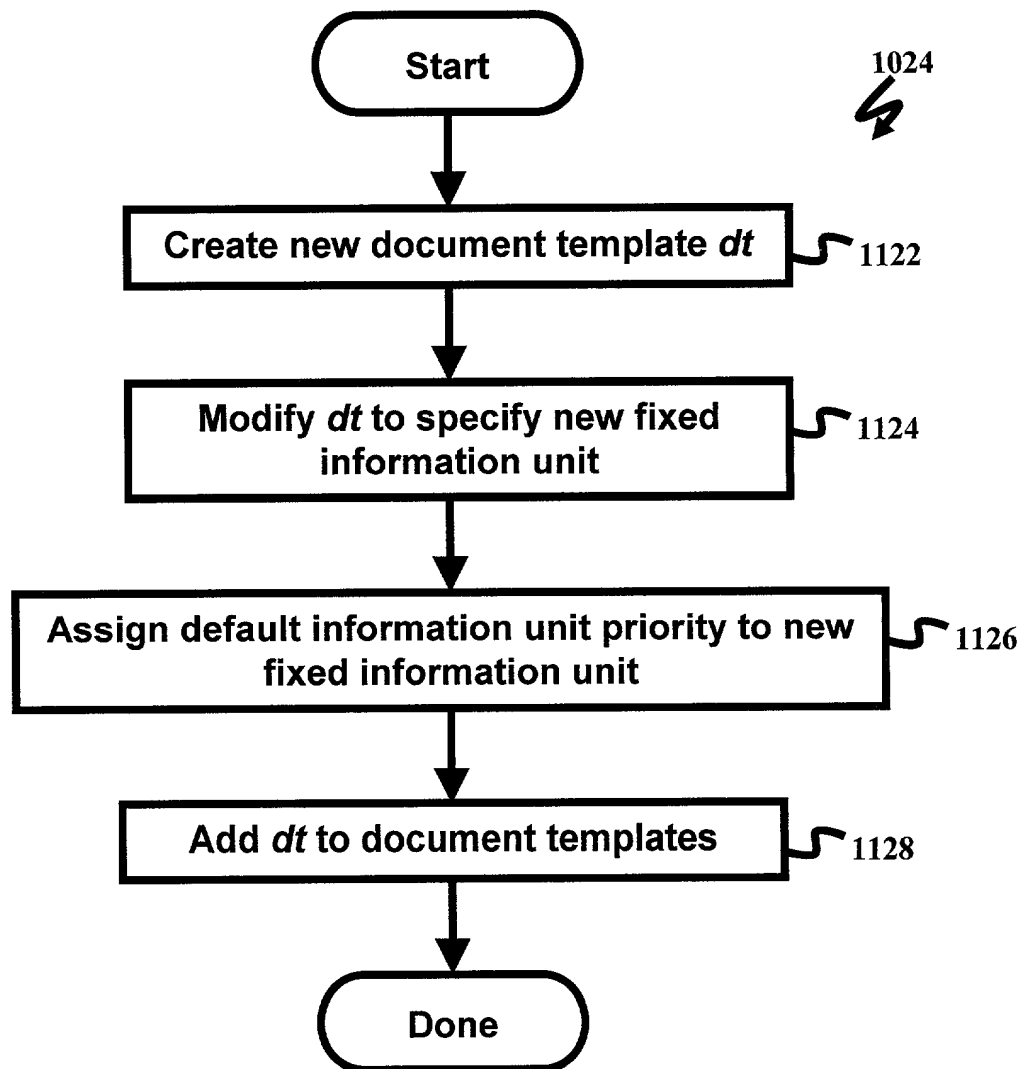 Start
1024
Create new document template dt
1122
Modify dt to specify new fixed
information unit
1124
Assign default information unit priority to new
fixed information unit
1126
Add dt to document templates
1128
Done